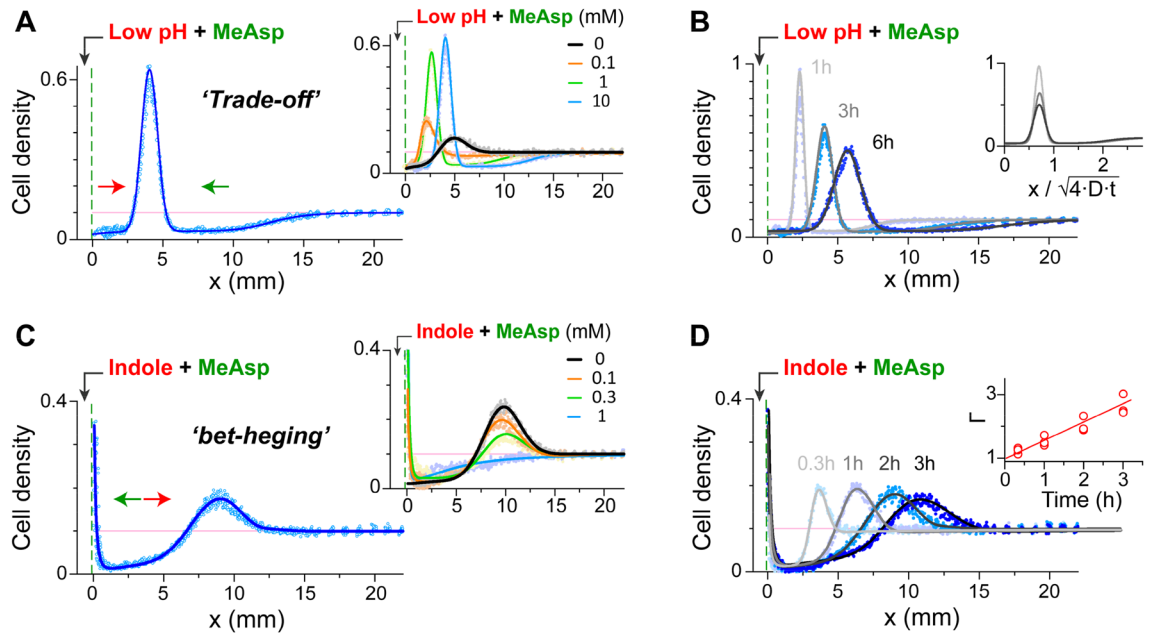 A
Low pH + MeAsp
0.6
0
Cell density
'Trade-off'
0 5 10 15 20
x (mm)
Low pH + MeAsp (mM)
0.6
0
0
0.1
1
10
0 5 10 15 20
B
Low pH + MeAsp
1
0
Cell density
1h
3h
6h
0 5 10 15 20
x (mm)
1
0
0 2
x / √4·D·t
C
Indole + MeAsp
0.4
0
Cell density
'bet-heging'
0 5 10 15 20
x (mm)
Indole + MeAsp (mM)
0.4
0
0
0.1
0.3
1
0 5 10 15 20
D
Indole + MeAsp
0.4
0
Cell density
0.3h 1h 2h 3h
0 5 10 15 20
x (mm)
3
1
Γ
0 1 2 3
Time (h)